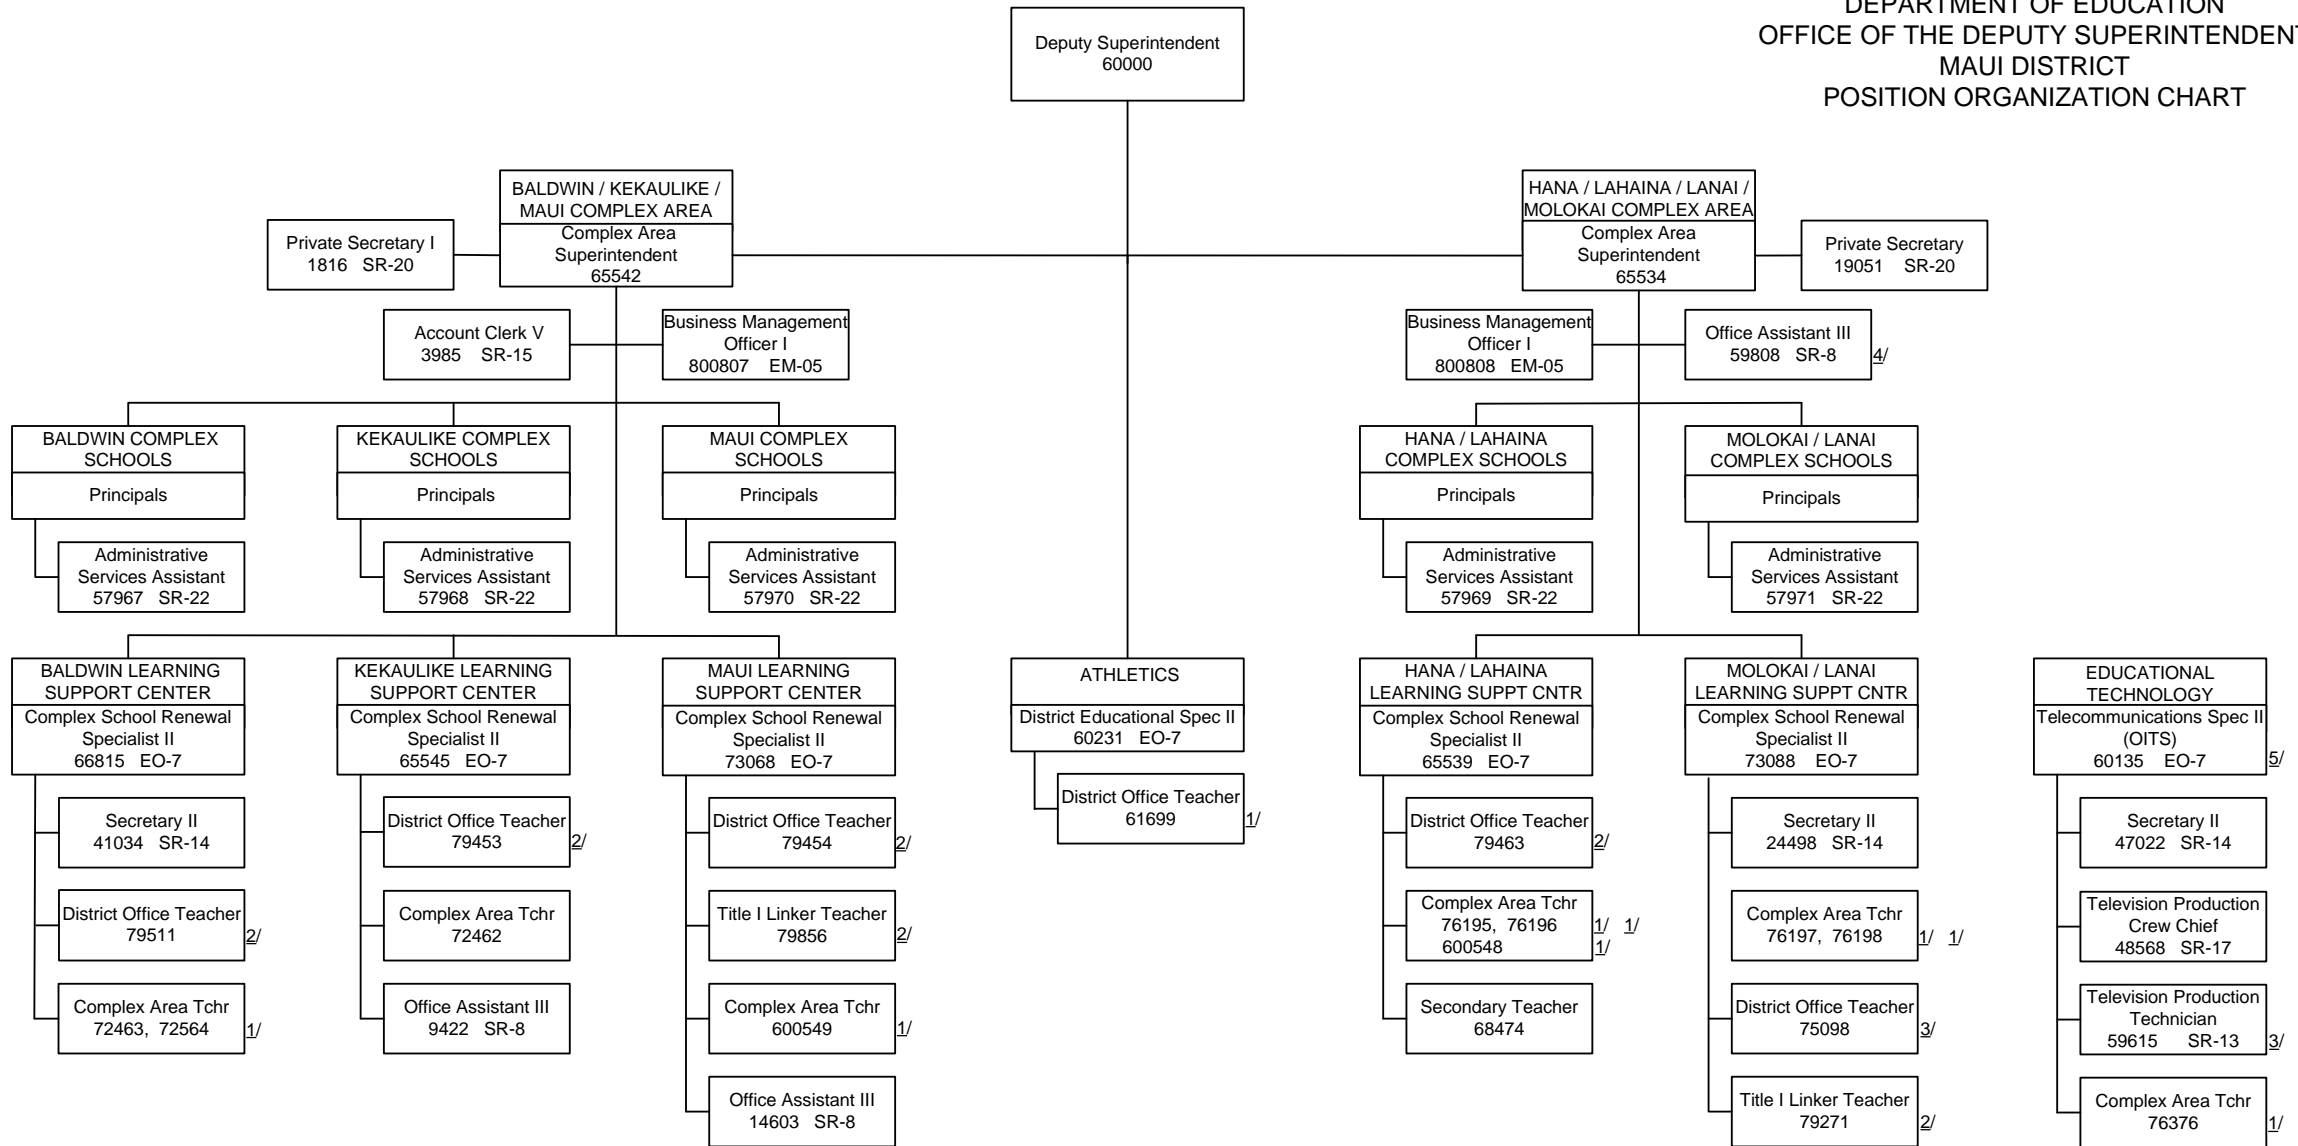 DEPARTMENT OF EDUCATION
OFFICE OF THE DEPUTY SUPERINTENDENT
MAUI DISTRICT
POSITION ORGANIZATION CHART
Deputy Superintendent
60000
BALDWIN / KEKAULIKE /
MAUI COMPLEX AREA
Complex Area
Superintendent
65542
Private Secretary I
1816 SR-20
Account Clerk V
3985 SR-15
Business Management
Officer I
800807 EM-05
HANA / LAHAINA / LANAI /
MOLOKAI COMPLEX AREA
Complex Area
Superintendent
65534
Private Secretary
19051 SR-20
Business Management
Officer I
800808 EM-05
Office Assistant III
59808 SR-8
4/
BALDWIN COMPLEX
SCHOOLS
Principals
Administrative
Services Assistant
57967 SR-22
KEKAULIKE COMPLEX
SCHOOLS
Principals
Administrative
Services Assistant
57968 SR-22
MAUI COMPLEX
SCHOOLS
Principals
Administrative
Services Assistant
57970 SR-22
HANA / LAHAINA
COMPLEX SCHOOLS
Principals
Administrative
Services Assistant
57969 SR-22
MOLOKAI / LANAI
COMPLEX SCHOOLS
Principals
Administrative
Services Assistant
57971 SR-22
BALDWIN LEARNING
SUPPORT CENTER
Complex School Renewal
Specialist II
66815 EO-7
Secretary II
41034 SR-14
District Office Teacher
79511
2/
Complex Area Tchr
72463, 72564
1/
KEKAULIKE LEARNING
SUPPORT CENTER
Complex School Renewal
Specialist II
65545 EO-7
District Office Teacher
79453
2/
Complex Area Tchr
72462
Office Assistant III
9422 SR-8
MAUI LEARNING
SUPPORT CENTER
Complex School Renewal
Specialist II
73068 EO-7
District Office Teacher
79454
2/
Title I Linker Teacher
79856
2/
Complex Area Tchr
600549
1/
Office Assistant III
14603 SR-8
ATHLETICS
District Educational Spec II
60231 EO-7
District Office Teacher
61699
1/
HANA / LAHAINA
LEARNING SUPPT CNTR
Complex School Renewal
Specialist II
65539 EO-7
District Office Teacher
79463
2/
Complex Area Tchr
76195, 76196
1/ 1/
600548
1/
Secondary Teacher
68474
MOLOKAI / LANAI
LEARNING SUPPT CNTR
Complex School Renewal
Specialist II
73088 EO-7
Secretary II
24498 SR-14
Complex Area Tchr
76197, 76198
1/ 1/
District Office Teacher
75098
3/
Title I Linker Teacher
79271
2/
EDUCATIONAL
TECHNOLOGY
Telecommunications Spec II
(OITS)
60135 EO-7
5/
Secretary II
47022 SR-14
Television Production
Crew Chief
48568 SR-17
Television Production
Technician
59615 SR-13
3/
Complex Area Tchr
76376
1/